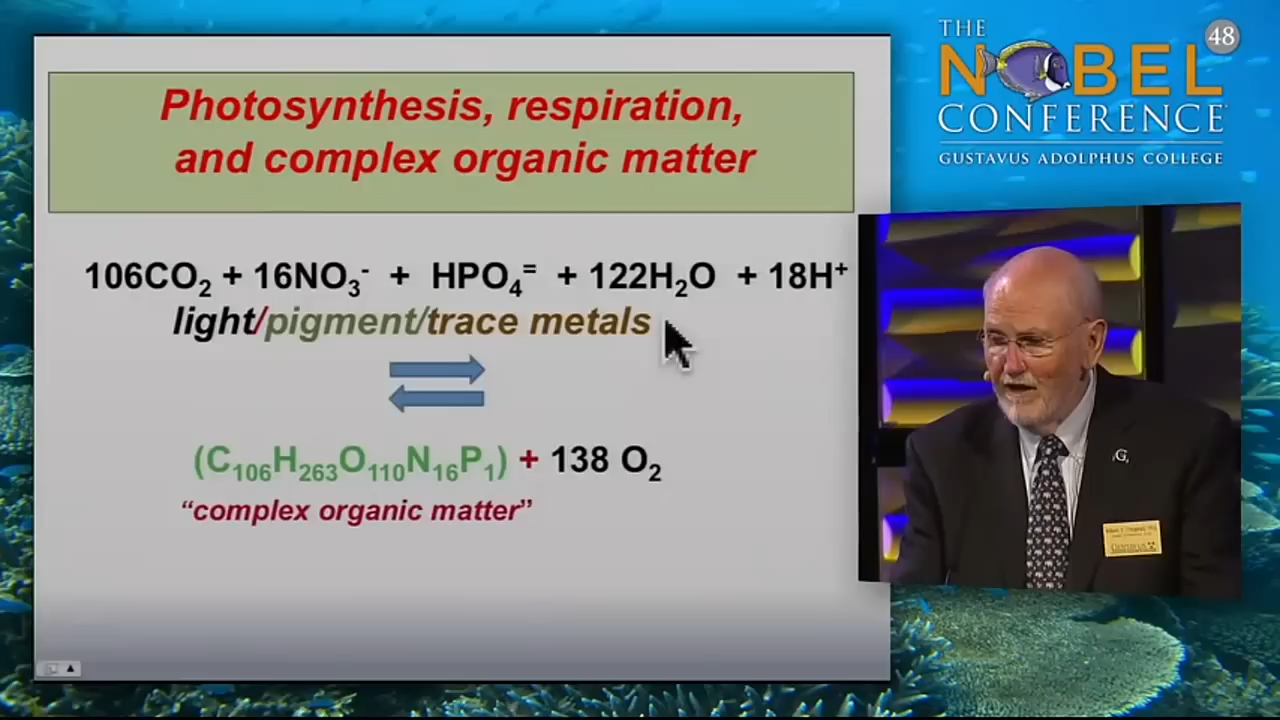 Photosynthesis, respiration,
and complex organic matter
106CO₂ + 16NO₃⁻ + HPO₄⁼ + 122H₂O + 18H⁺
light/pigment/trace metals
(C₁₀₆H₂₆₃O₁₁₀N₁₆P₁) + 138 O₂
“complex organic matter”
THE
NOBEL
48
CONFERENCE
GUSTAVUS ADOLPHUS COLLEGE
G